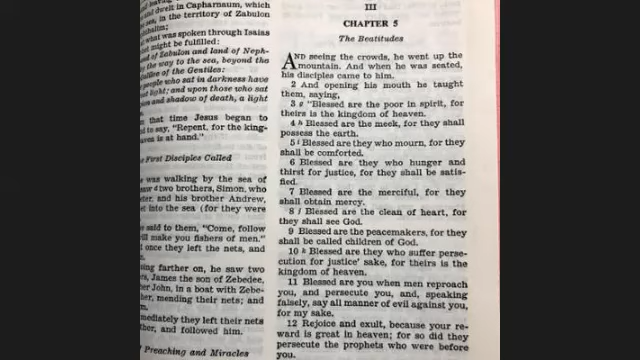 dwelt in Capharnaum, which
sea, in the territory of Zabulon
what was spoken through Isaias
might be fulfilled:
of Zabulon and land of Neph-
the way to the sea, beyond the
of the Gentiles:
people who sat in darkness have
light; and upon those who sat
and shadow of death, a light
that time Jesus began to
to say, "Repent, for the king-
is at hand."
First Disciples Called
was walking by the sea of
two brothers, Simon, who
and his brother Andrew,
into the sea (for they were
said to them, "Come, follow
make you fishers of men."
once they left the nets, and
farther on, he saw two
James the son of Zebedee,
John, in a boat with Zebe-
mending their nets; and
they left their nets
and followed him.
Preaching and Miracles
III
CHAPTER 5
The Beatitudes
AND seeing the crowds, he went up the
mountain. And when he was seated,
his disciples came to him.
2 And opening his mouth he taught
them, saying,
3 g "Blessed are the poor in spirit, for
theirs is the kingdom of heaven.
4 h Blessed are the meek, for they shall
possess the earth.
5 i Blessed are they who mourn, for they
shall be comforted.
6 Blessed are they who hunger and
thirst for justice, for they shall be satis-
fied.
7 Blessed are the merciful, for they
shall obtain mercy.
8 j Blessed are the clean of heart, for
they shall see God.
9 Blessed are the peacemakers, for they
shall be called children of God.
10 k Blessed are they who suffer perse-
cution for justice' sake, for theirs is the
kingdom of heaven.
11 Blessed are you when men reproach
you, and persecute you, and, speaking
falsely, say all manner of evil against you,
for my sake.
12 Rejoice and exult, because your re-
ward is great in heaven; for so did they
persecute the prophets who were before
you.